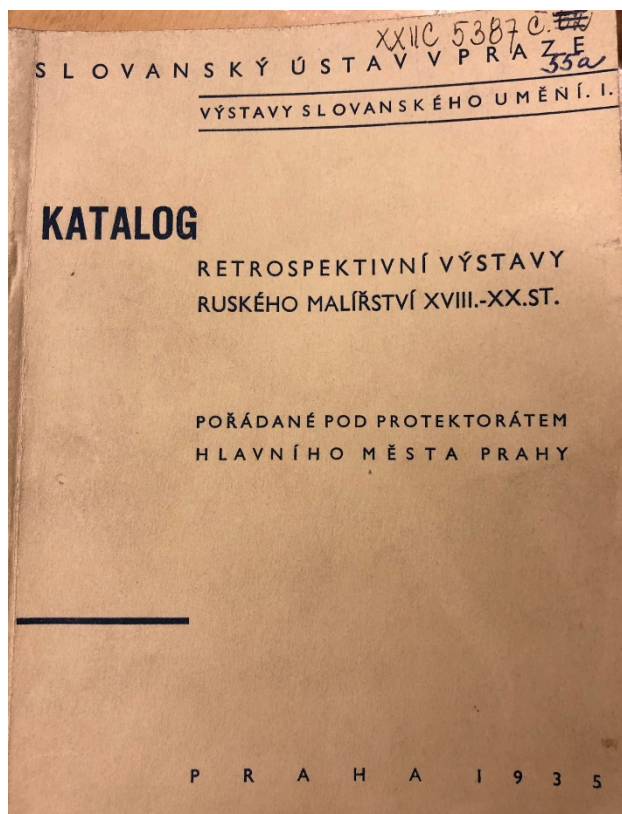 XXIIC 5387 č.
55a
SLOVANSKÝ ÚSTAV V PRAZE
VÝSTAVY SLOVANSKÉHO UMĚNÍ. I.
KATALOG
RETROSPEKTIVNÍ VÝSTAVY
RUSKÉHO MALÍŘSTVÍ XVIII.-XX.ST.
POŘÁDANÉ POD PROTEKTORÁTEM
HLAVNÍHO MĚSTA PRAHY
PRAHA 1935